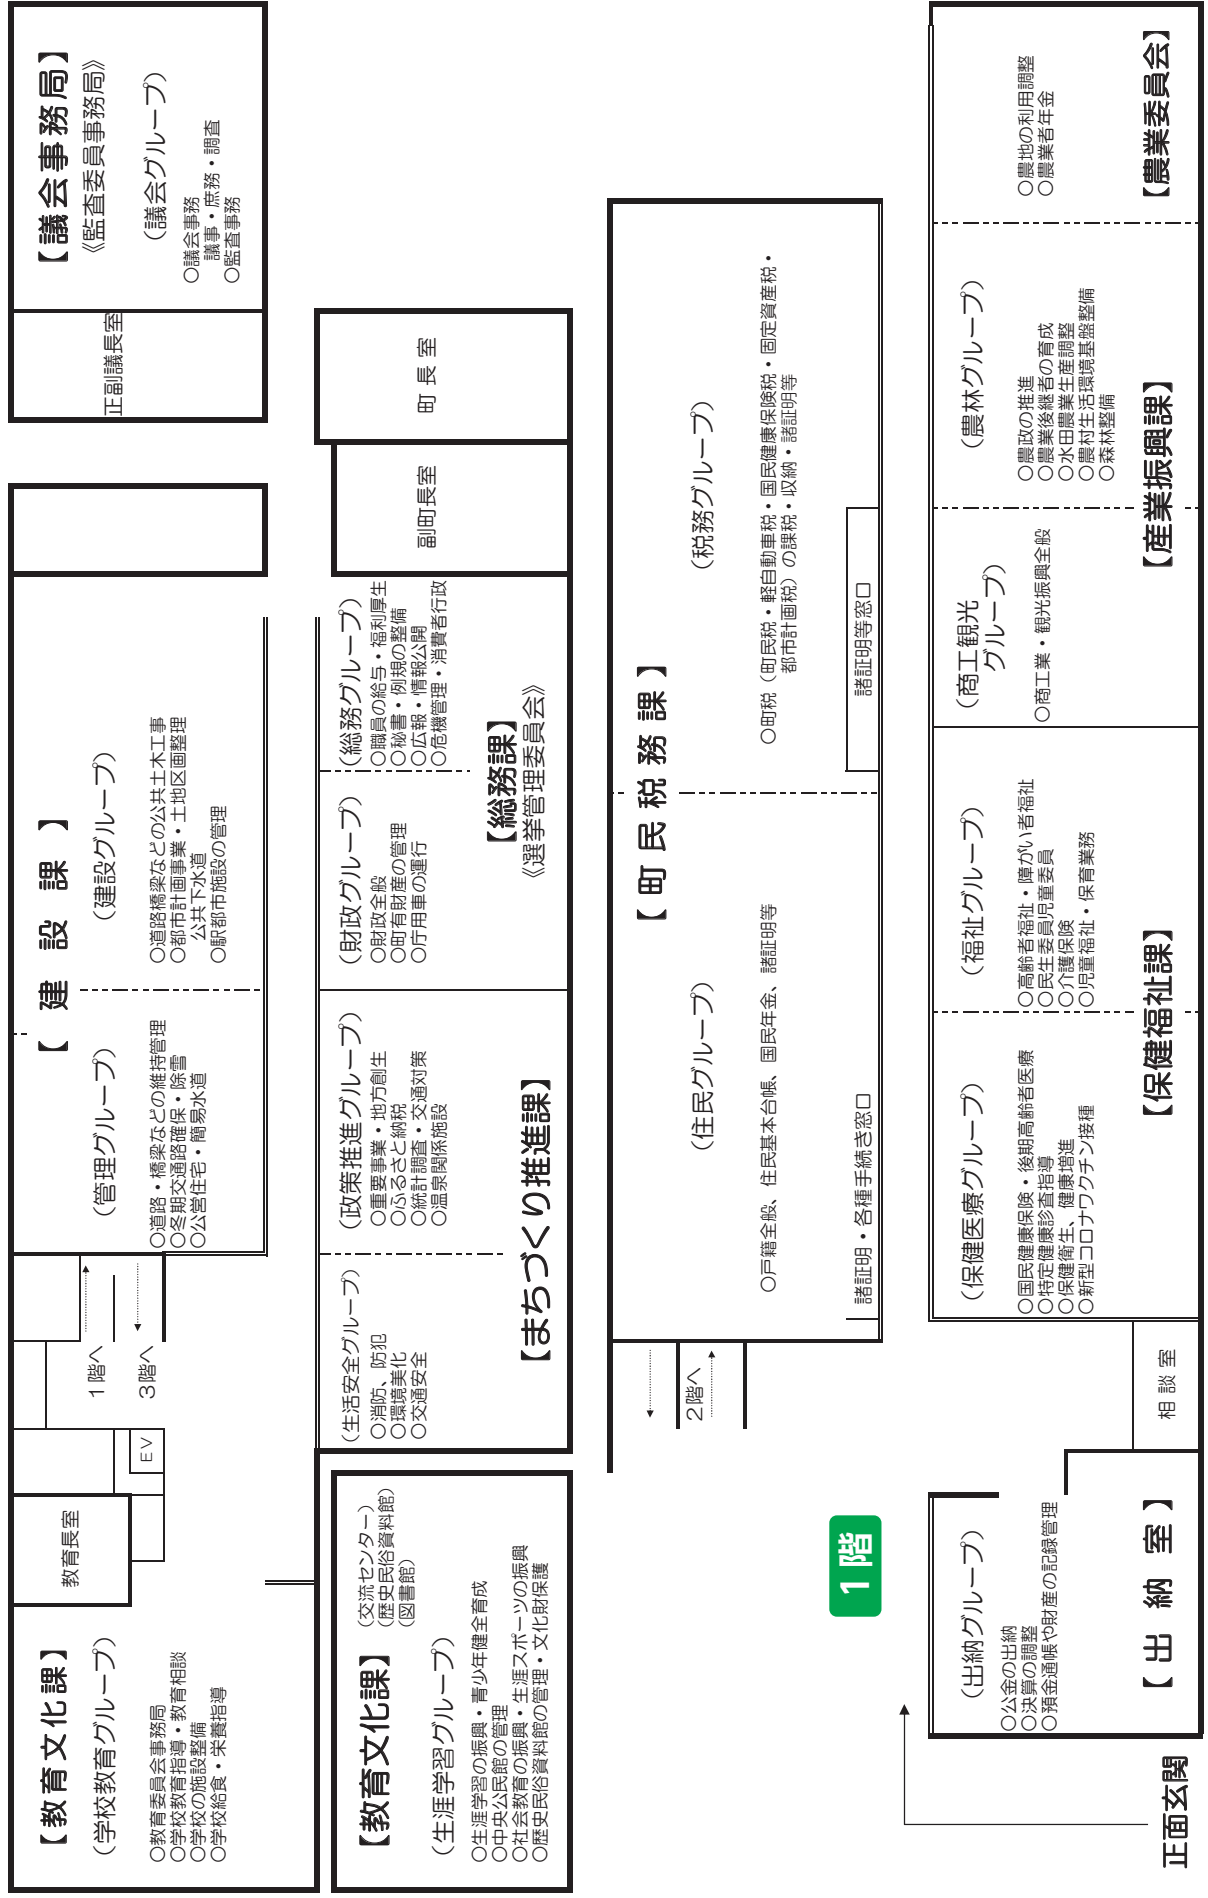 【議会事務局】
《監査委員事務局》
（議会グループ）
○議会事務
議事・庶務・調査
○監査事務
正副議長室
【建設課】
（建設グループ）
○道路橋梁などの公共土木工事
○都市計画事業・土地区画整理
公共下水道
○駅都市施設の管理
（管理グループ）
○道路・橋梁などの維持管理
○冬期交通路確保・除雪
○公営住宅・簡易水道
1階へ
3階へ
EV
教育長室
【教育文化課】
（学校教育グループ）
○教育委員会事務局
○学校教育指導・教育相談
○学校の施設整備
○学校給食・栄養指導
町長室
副町長室
（総務グループ）
○職員の給与・福利厚生
○秘書・例規の整備
○広報・情報公開
○危機管理・消費者行政
【総務課】
《選挙管理委員会》
（財政グループ）
○財政全般
○町有財産の管理
○庁用車の運行
（政策推進グループ）
○重要事業・地方創生
○ふるさと納税
○統計調査・交通対策
○温泉関係施設
【まちづくり推進課】
（生活安全グループ）
○消防、防犯
○環境美化
○交通安全
【教育文化課】
（交流センター）
（歴史民俗資料館）
（図書館）
（生涯学習グループ）
○生涯学習の振興・青少年健全育成
○中央公民館の管理
○社会教育の振興・生涯スポーツの振興
○歴史民俗資料館の管理・文化財保護
【町民税務課】
（税務グループ）
○町税（町民税・軽自動車税・国民健康保険税・固定資産税・
都市計画税）の課税・収納・諸証明等
諸証明等窓口
（住民グループ）
○戸籍全般、住民基本台帳、国民年金、諸証明等
諸証明・各種手続き窓口
2階へ
1階
○農地の利用調整
○農業者年金
【農業委員会】
（農林グループ）
○農政の推進
○農業後継者の育成
○水田農業生産調整
○農村生活環境基盤整備
○森林整備
【産業振興課】
（商工観光
グループ）
○商工業・観光振興全般
（福祉グループ）
○高齢者福祉・障がい者福祉
○民生委員児童委員
○介護保険
○児童福祉・保育業務
【保健福祉課】
（保健医療グループ）
○国民健康保険・後期高齢者医療
○特定健康診査指導
○保健衛生、健康増進
○新型コロナワクチン接種
相談室
（出納グループ）
○公金の出納
○決算の調整
○預金通帳や財産の記録管理
【出納室】
正面玄関